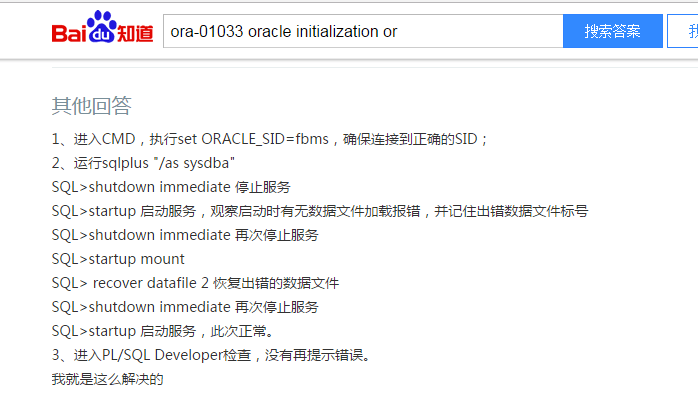 Bai du 知道
ora-01033 oracle initialization or
搜索答案
其他回答
1、进入CMD，执行set ORACLE_SID=fbms，确保连接到正确的SID；
2、运行sqlplus "/as sysdba"
SQL>shutdown immediate 停止服务
SQL>startup 启动服务，观察启动时有无数据文件加载报错，并记住出错数据文件标号
SQL>shutdown immediate 再次停止服务
SQL>startup mount
SQL> recover datafile 2 恢复出错的数据文件
SQL>shutdown immediate 再次停止服务
SQL>startup 启动服务，此次正常。
3、进入PL/SQL Developer检查，没有再提示错误。
我就是这么解决的